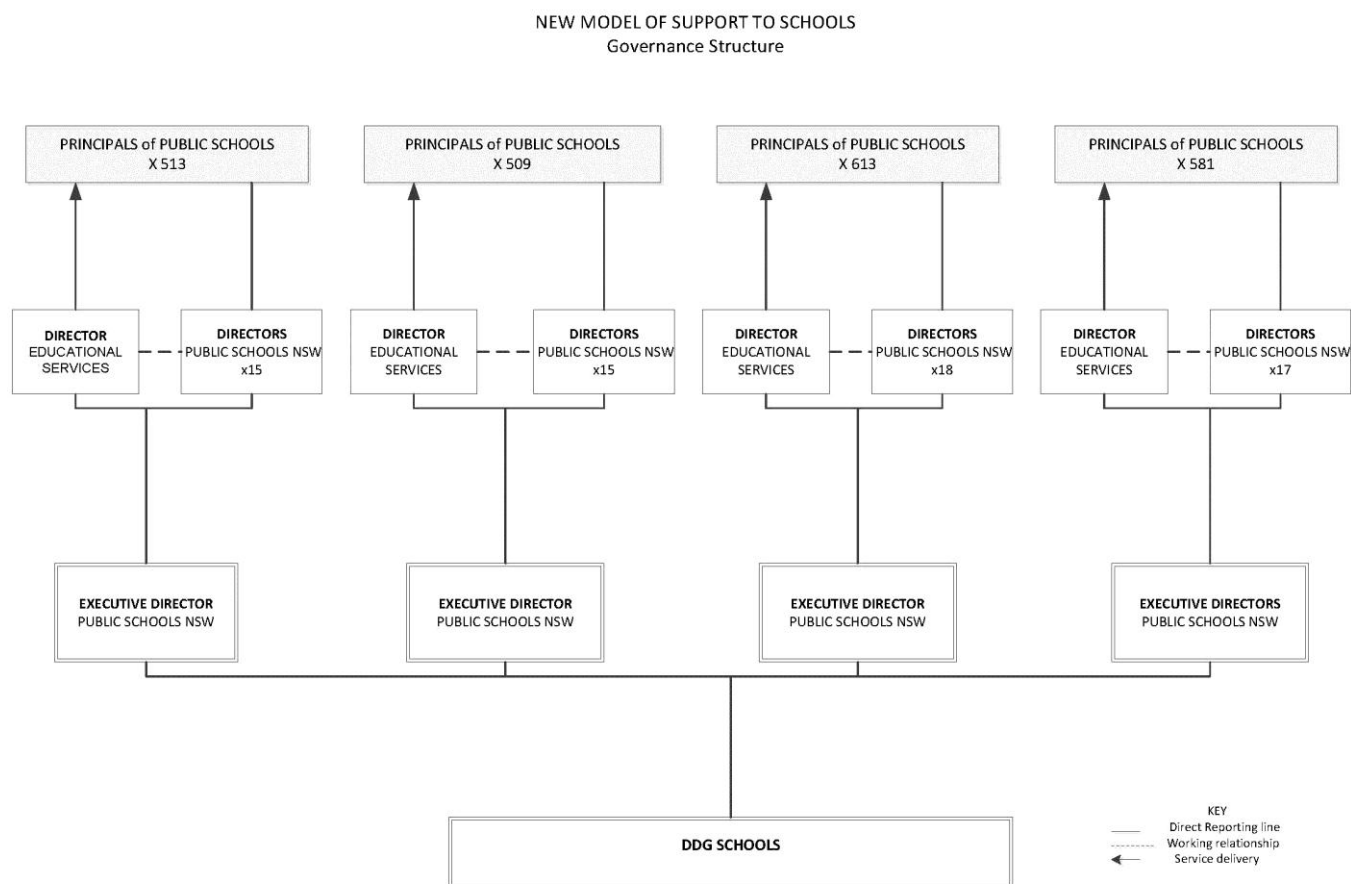 NEW MODEL OF SUPPORT TO SCHOOLS
Governance Structure
PRINCIPALS of PUBLIC SCHOOLS
X 513
PRINCIPALS of PUBLIC SCHOOLS
X 509
PRINCIPALS of PUBLIC SCHOOLS
X 613
PRINCIPALS of PUBLIC SCHOOLS
X 581
DIRECTOR
EDUCATIONAL
SERVICES
DIRECTORS
PUBLIC SCHOOLS NSW
x15
DIRECTOR
EDUCATIONAL
SERVICES
DIRECTORS
PUBLIC SCHOOLS NSW
x15
DIRECTOR
EDUCATIONAL
SERVICES
DIRECTORS
PUBLIC SCHOOLS NSW
x18
DIRECTOR
EDUCATIONAL
SERVICES
DIRECTORS
PUBLIC SCHOOLS NSW
x17
EXECUTIVE DIRECTOR
PUBLIC SCHOOLS NSW
EXECUTIVE DIRECTOR
PUBLIC SCHOOLS NSW
EXECUTIVE DIRECTOR
PUBLIC SCHOOLS NSW
EXECUTIVE DIRECTORS
PUBLIC SCHOOLS NSW
DDG SCHOOLS
KEY
Direct Reporting line
Working relationship
Service delivery